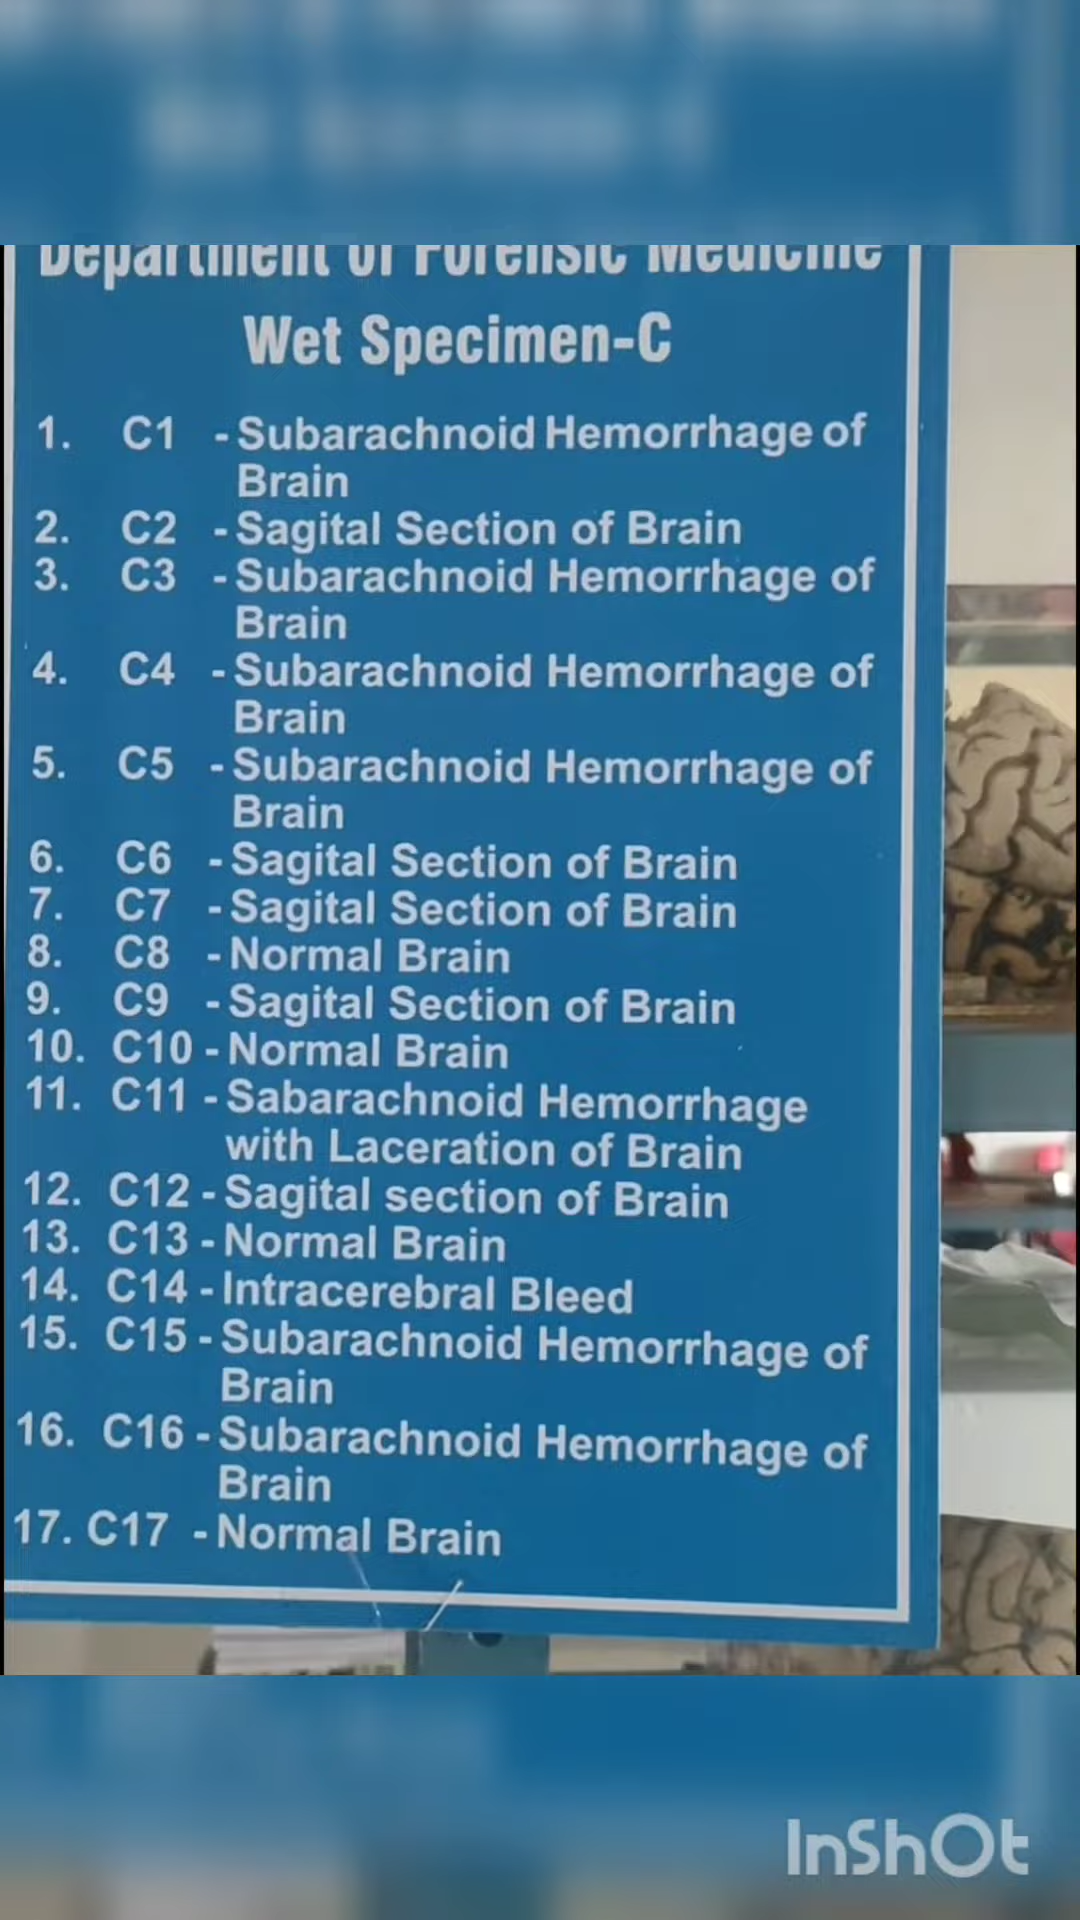 Department of Forensic Medicine
Wet Specimen-C
1. C1 - Subarachnoid Hemorrhage of
Brain
2. C2 - Sagital Section of Brain
3. C3 - Subarachnoid Hemorrhage of
Brain
4. C4 - Subarachnoid Hemorrhage of
Brain
5. C5 - Subarachnoid Hemorrhage of
Brain
6. C6 - Sagital Section of Brain
7. C7 - Sagital Section of Brain
8. C8 - Normal Brain
9. C9 - Sagital Section of Brain
10. C10 - Normal Brain
11. C11 - Sabarachnoid Hemorrhage
with Laceration of Brain
12. C12 - Sagital section of Brain
13. C13 - Normal Brain
14. C14 - Intracerebral Bleed
15. C15 - Subarachnoid Hemorrhage of
Brain
16. C16 - Subarachnoid Hemorrhage of
Brain
17. C17 - Normal Brain
InShOt